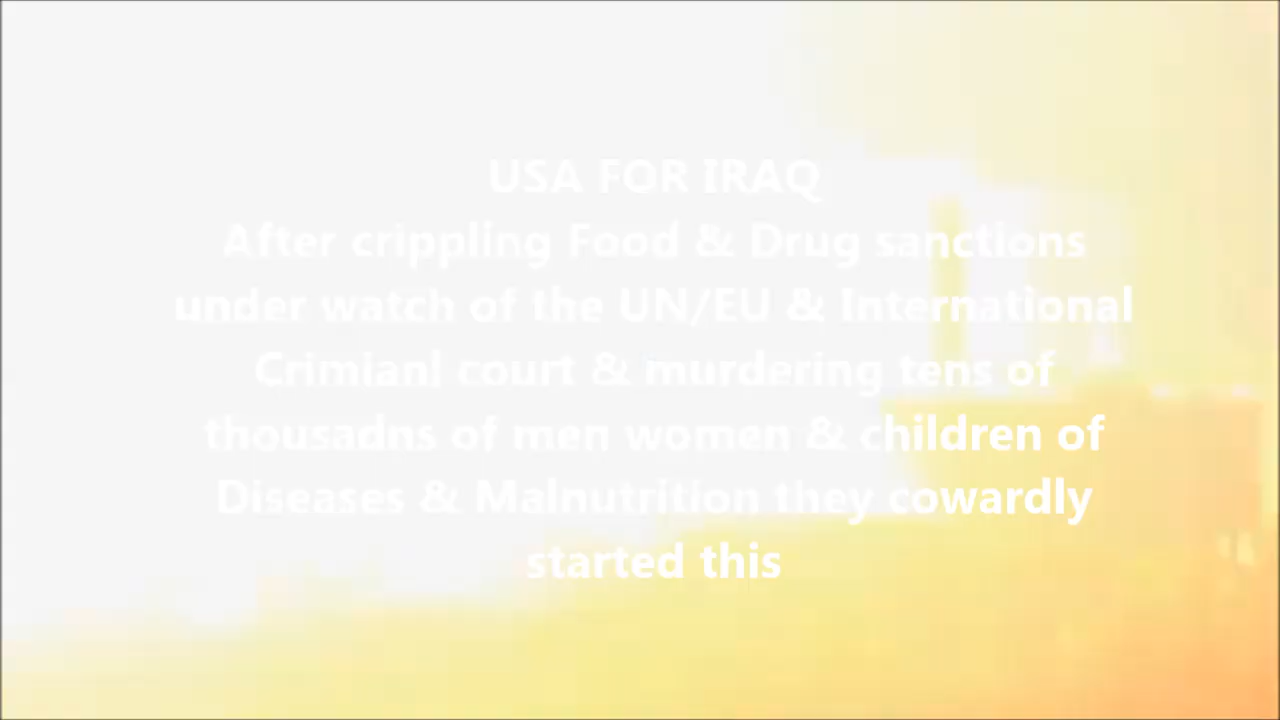 USA FOR IRAQ
After crippling Food & Drug sanctions
under watch of the UN/EU & International
Crimianl court & murdering tens of
thousadns of men women & children of
Diseases & Malnutrition they cowardly
started this